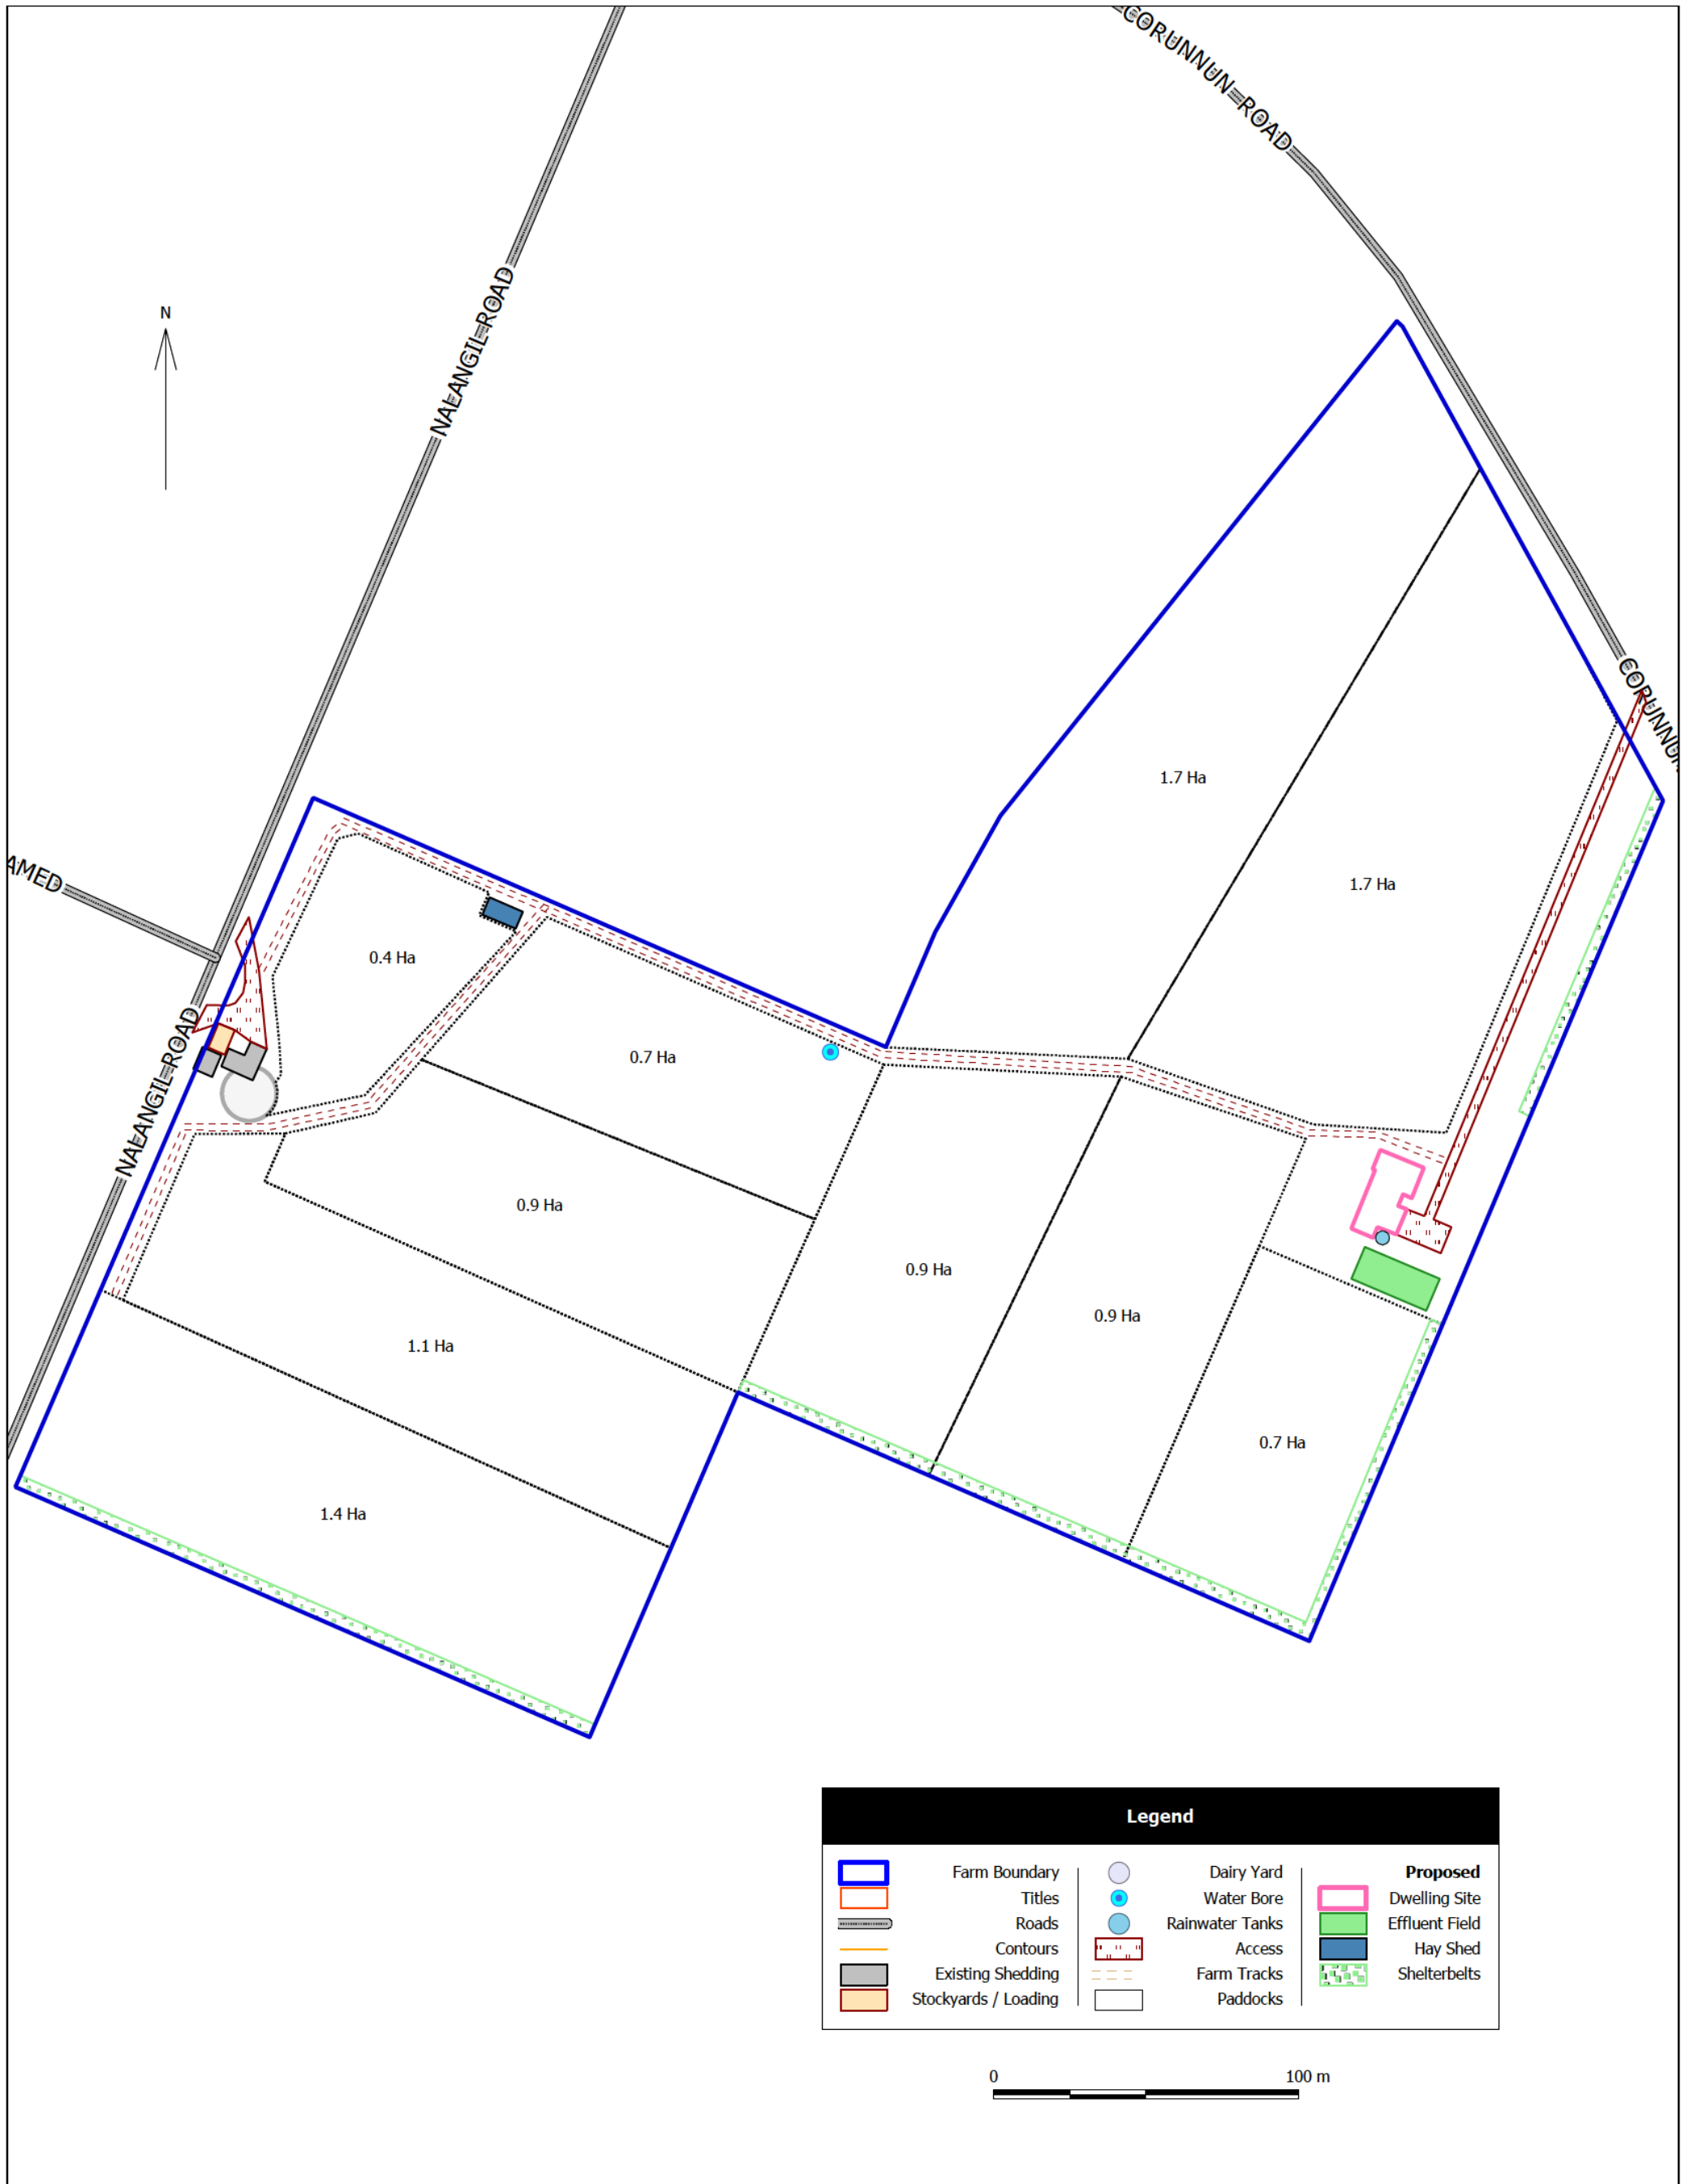 CORUNNUN ROAD
NALANGIL ROAD
N
CORUNNUN
1.7 Ha
1.7 Ha
AMED
0.4 Ha
0.7 Ha
NALANGIL ROAD
0.9 Ha
0.9 Ha
0.9 Ha
1.1 Ha
0.7 Ha
1.4 Ha
Legend
Farm Boundary
Titles
Roads
Contours
Existing Shedding
Stockyards / Loading
Dairy Yard
Water Bore
Rainwater Tanks
Access
Farm Tracks
Paddocks
Proposed
Dwelling Site
Effluent Field
Hay Shed
Shelterbelts
0 100 m